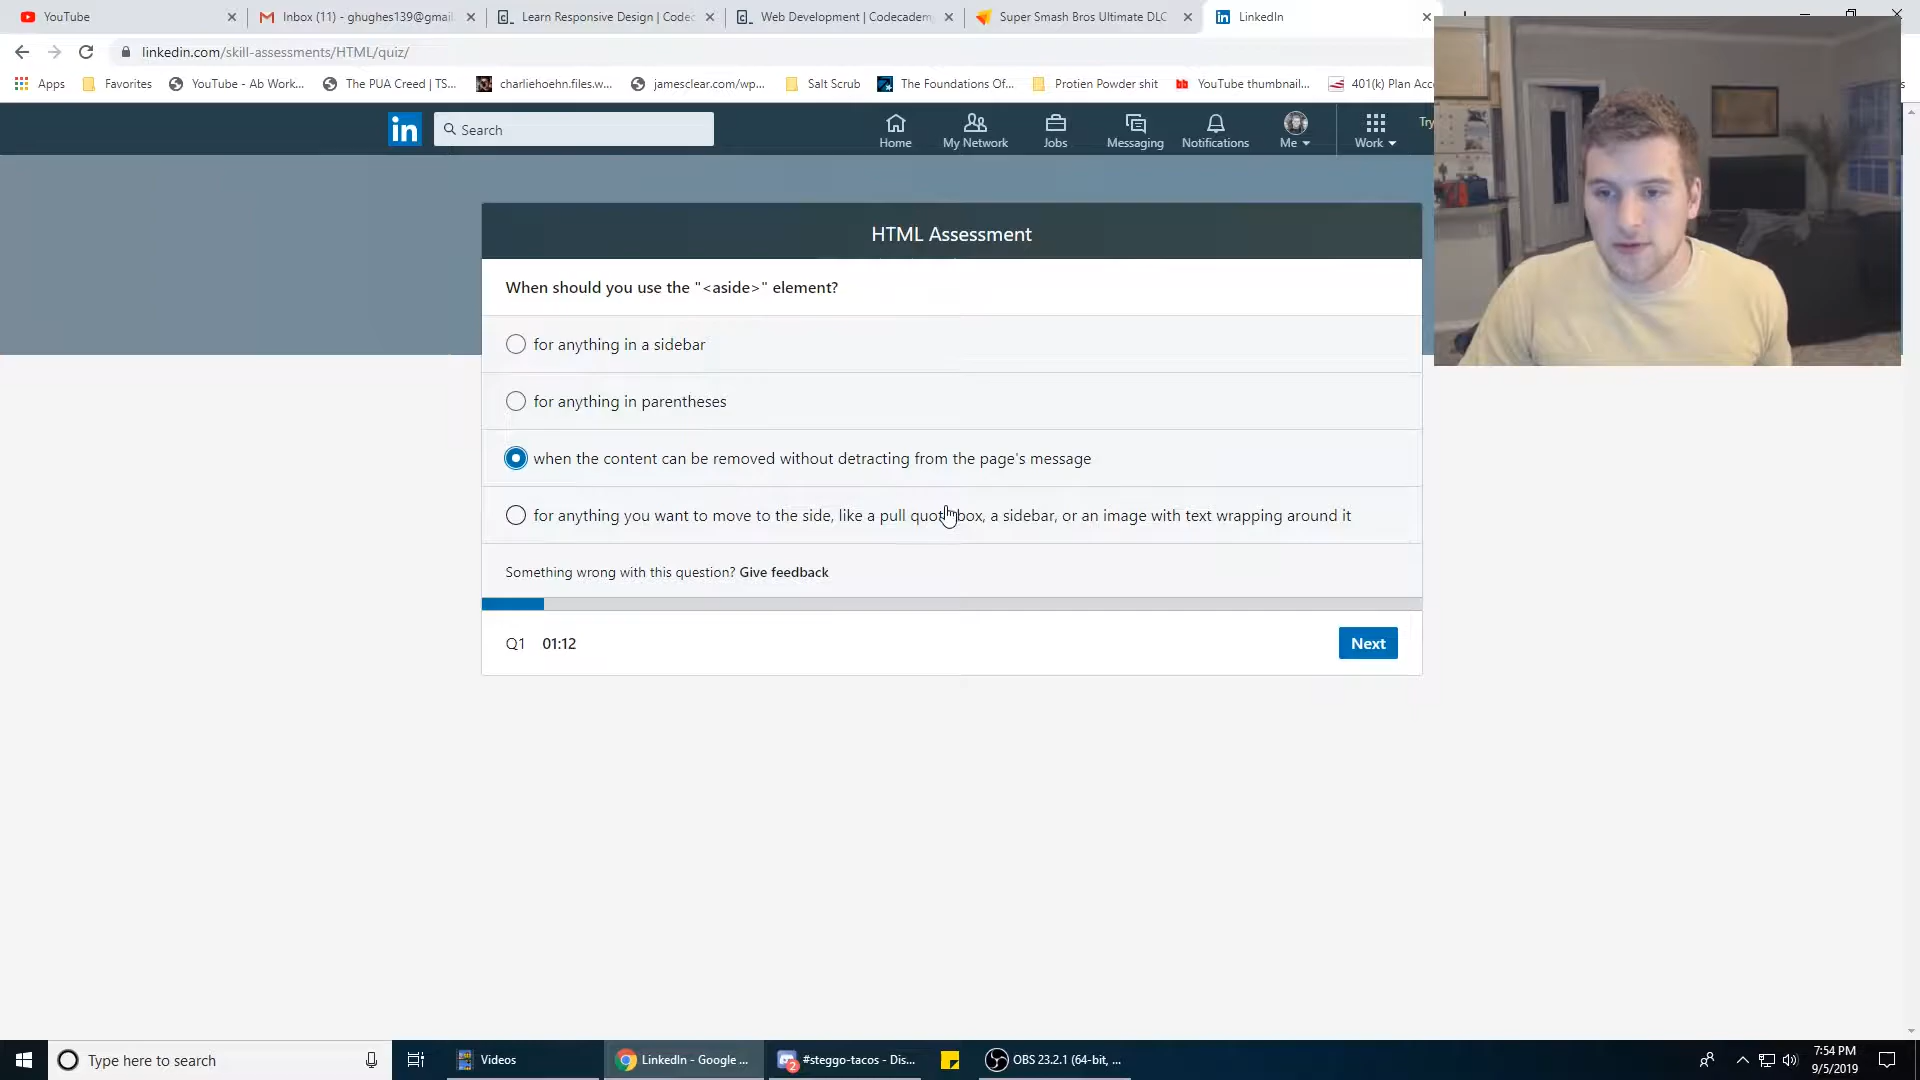 YouTube
Inbox (11) - ghughes139@gmail.
Learn Responsive Design | Codec
Web Development | Codecadem
Super Smash Bros Ultimate DLC
LinkedIn
linkedin.com/skill-assessments/HTML/quiz/
Apps
Favorites
YouTube - Ab Work...
The PUA Creed | TS...
charliehoehn.files.w...
jamesclear.com/wp...
Salt Scrub
The Foundations Of...
Protien Powder shit
YouTube thumbnail...
401(k) Plan Acc
in
Search
Home
My Network
Jobs
Messaging
Notifications
Me
Work
Try
HTML Assessment
When should you use the "<aside>" element?
for anything in a sidebar
for anything in parentheses
when the content can be removed without detracting from the page's message
for anything you want to move to the side, like a pull quote box, a sidebar, or an image with text wrapping around it
Something wrong with this question? Give feedback
Q1 01:12
Next
Type here to search
Videos
LinkedIn - Google ...
2
#steggo-tacos - Dis...
OBS 23.2.1 (64-bit, ...
7:54 PM
9/5/2019